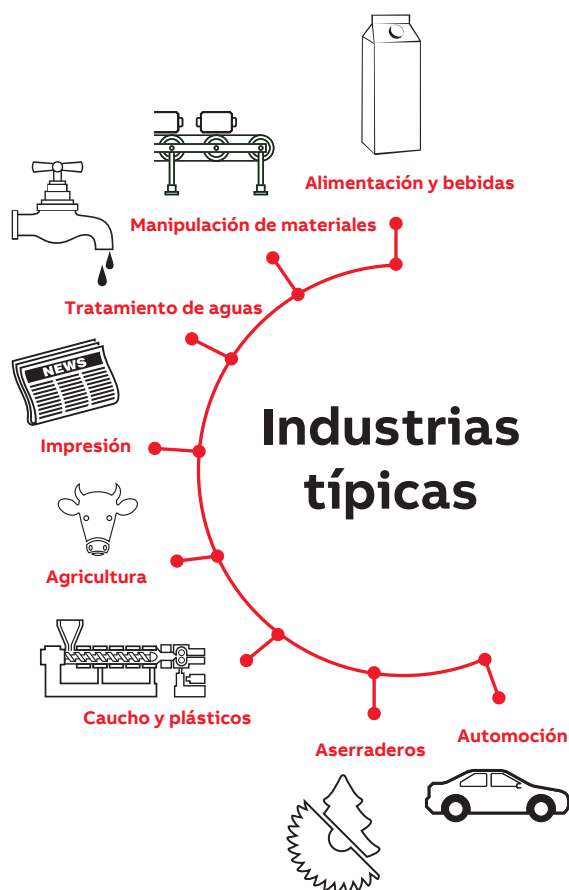 Alimentación y bebidas
Manipulación de materiales
Tratamiento de aguas
NEWS
Impresión
Industrias
típicas
Agricultura
Caucho y plásticos
Aserraderos
Automoción